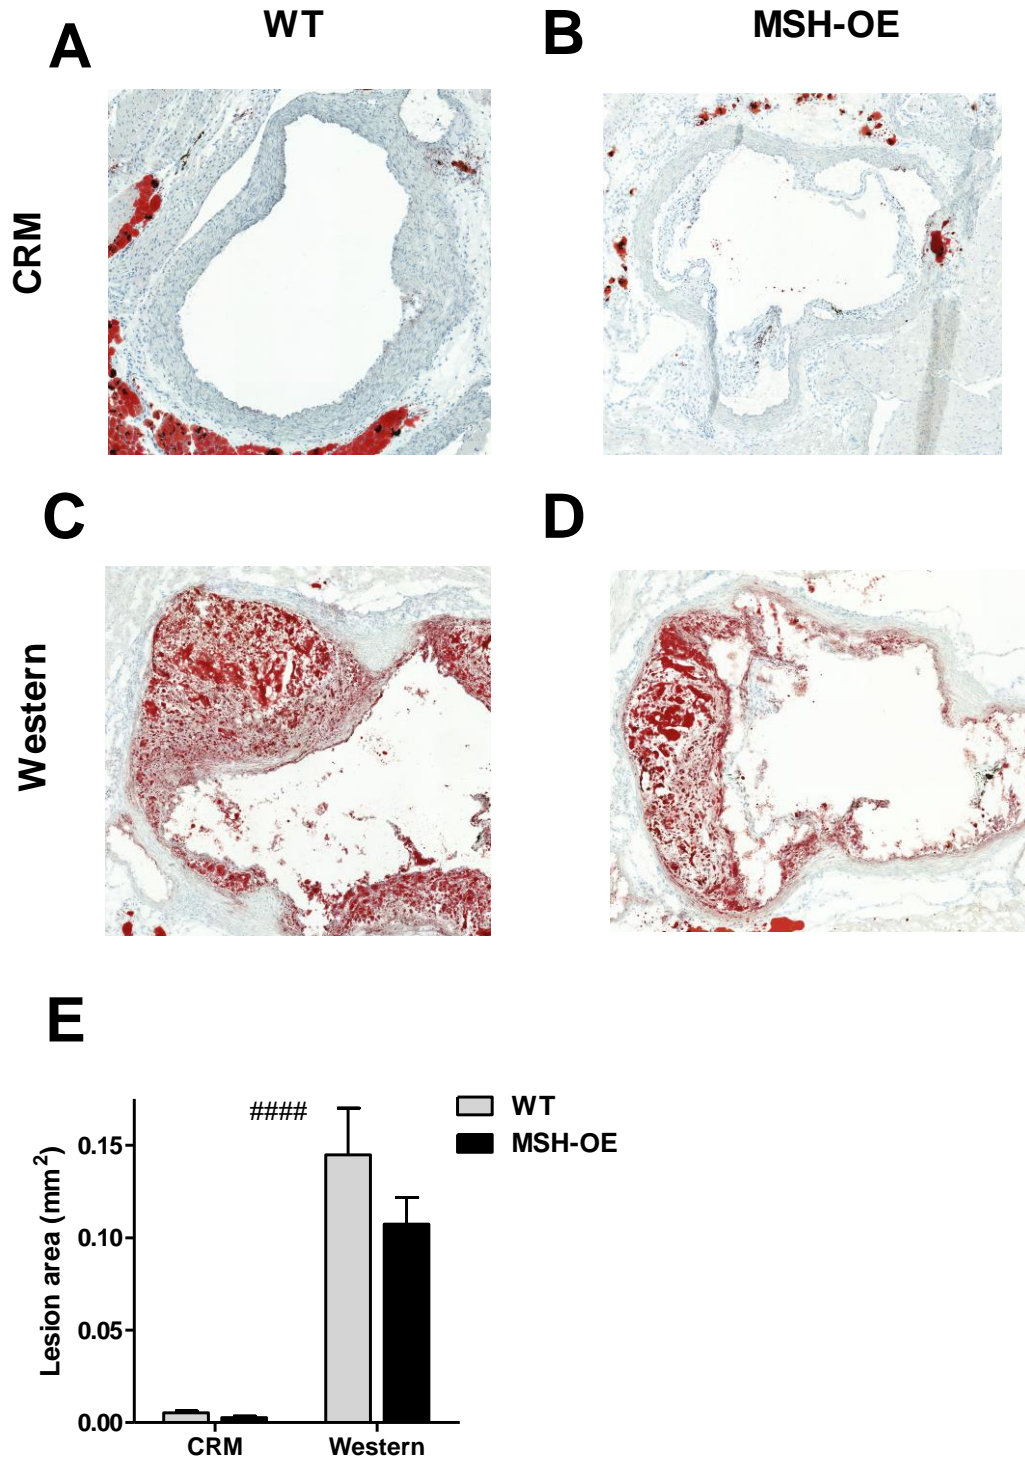 WT
MSH-OE
A
B
CRM
C
D
Western
E
####
WT
MSH-OE
Lesion area (mm²)
0.15
0.10
0.05
0.00
CRM
Western